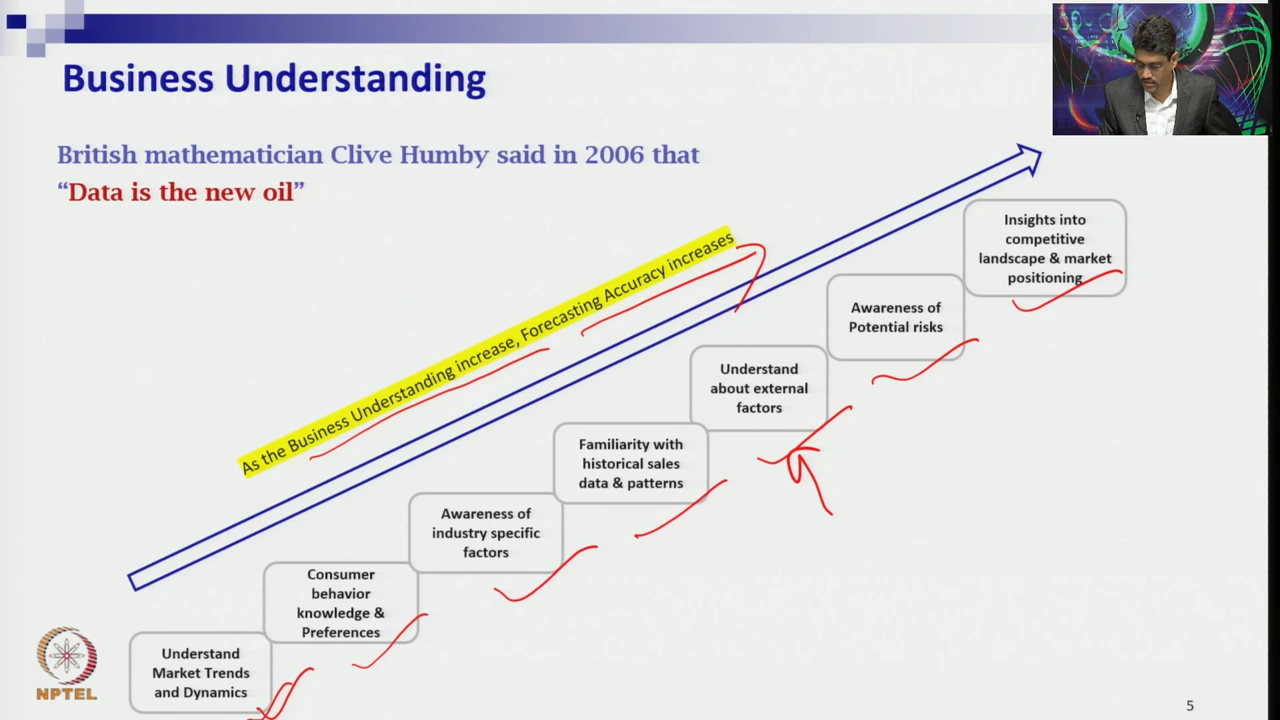 Business Understanding
British mathematician Clive Humby said in 2006 that
“Data is the new oil”
As the Business Understanding increase, Forecasting Accuracy increases
Insights into
competitive
landscape & market
positioning
Awareness of
Potential risks
Understand
about external
factors
Familiarity with
historical sales
data & patterns
Awareness of
industry specific
factors
Consumer
behavior
knowledge &
Preferences
Understand
Market Trends
and Dynamics
NPTEL
5